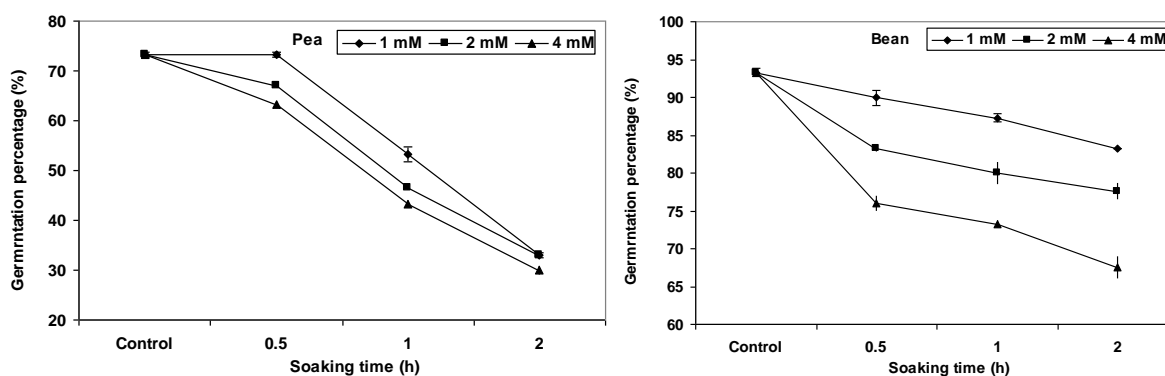 Pea
1 mM 2 mM 4 mM
80
70
60
50
40
30
20
Germrntation percentage (%)
Control 0.5 1 2
Soaking time (h)
Bean
1 mM 2 mM 4 mM
100
95
90
85
80
75
70
65
60
Germrntation percentage (%)
Control 0.5 1 2
Soaking time (h)